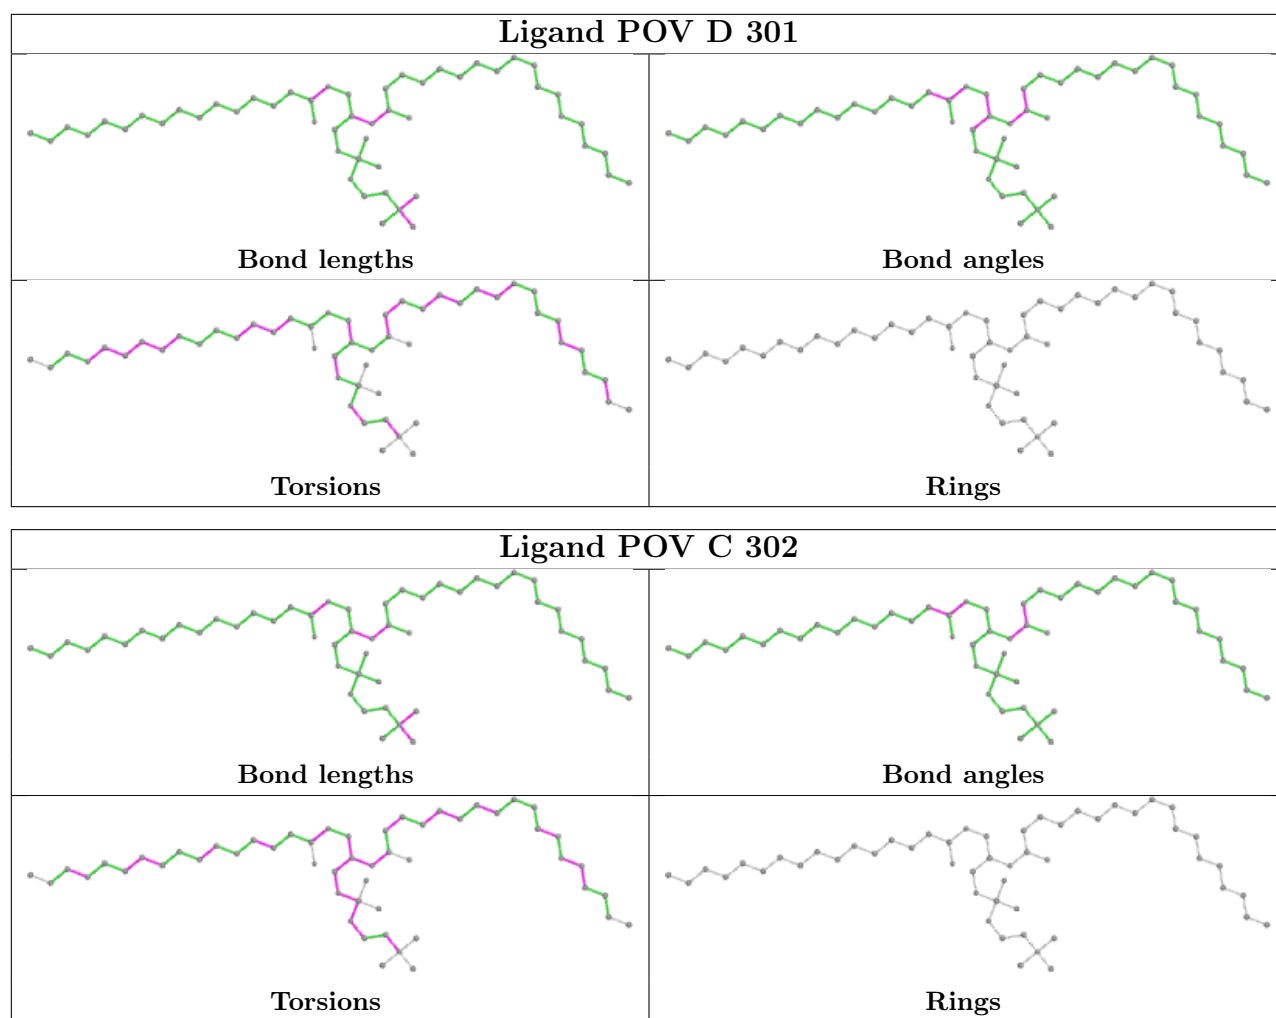 Ligand POV D 301
Bond lengths
Bond angles
Torsions
Rings
Ligand POV C 302
Bond lengths
Bond angles
Torsions
Rings